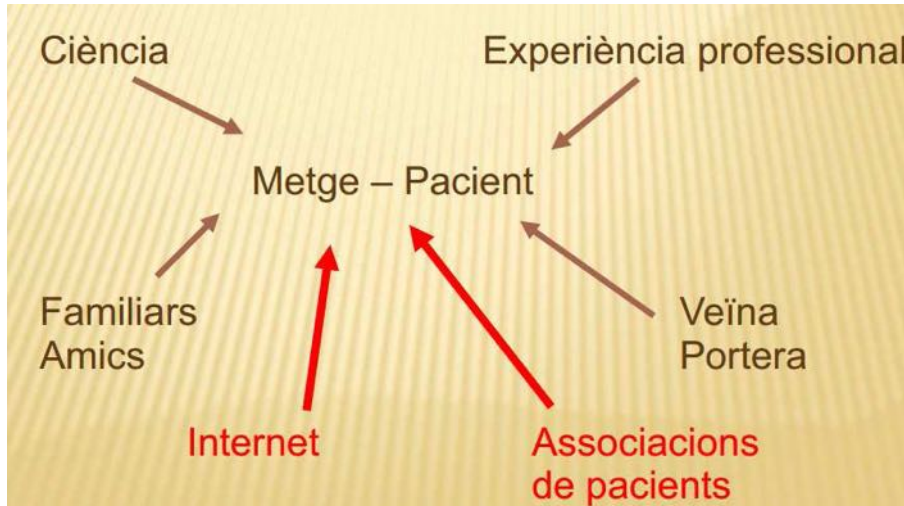 Ciència
Experiència professional
Metge – Pacient
Familiars
Amics
Veïna
Portera
Internet
Associacions
de pacients